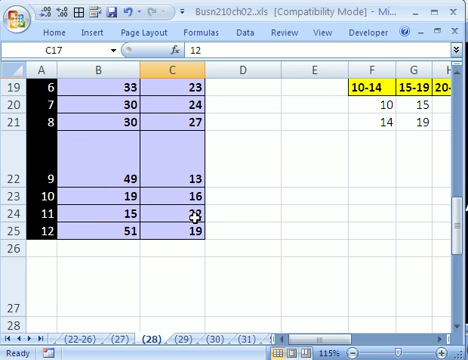 Busn210ch02..xls [Compatibility Mode] - Mi...
Home Insert Page Layout Formulas Data Review View Developer
C17 fx 12
A B C D E F G H
19 6 33 23 10-14 15-19 20-
20 7 30 24 10 15
21 8 30 27 14 19
22 9 49 13
23 10 19 16
24 11 15
25 12 51 19
26
27
28
(22-26) (27) (28) (29) (30) (31)
Ready 115%